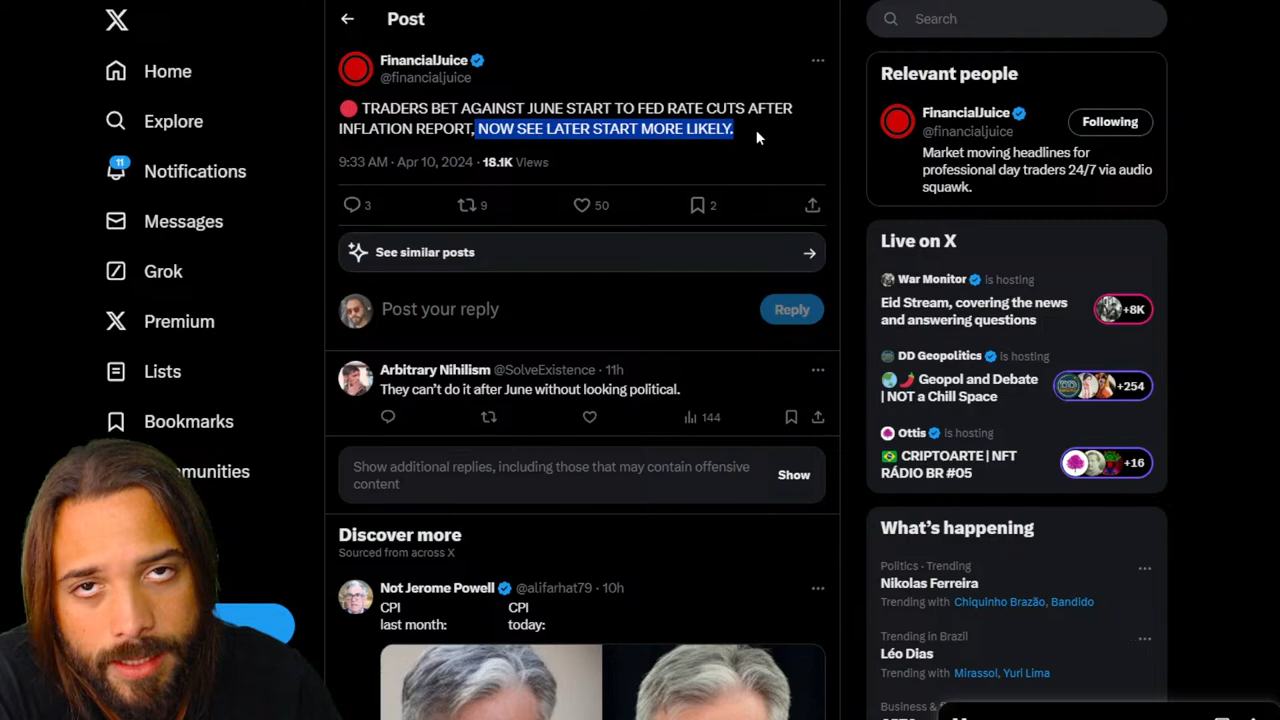 Home
Explore
11
Notifications
Messages
Grok
Premium
Lists
Bookmarks
mmunities
Post
FinancialJuice
@financialjuice
TRADERS BET AGAINST JUNE START TO FED RATE CUTS AFTER
INFLATION REPORT, NOW SEE LATER START MORE LIKELY.
9:33 AM · Apr 10, 2024 · 18.1K Views
3 9 50 2
See similar posts
Post your reply
Reply
Arbitrary Nihilism @SolveExistence · 11h
They can’t do it after June without looking political.
144
Show additional replies, including those that may contain offensive
content
Show
Discover more
Sourced from across X
Not Jerome Powell @alifarhat79 · 10h
CPI CPI
last month: today:
Search
Relevant people
FinancialJuice
@financialjuice
Following
Market moving headlines for
professional day traders 24/7 via audio
squawk.
Live on X
War Monitor is hosting
Eid Stream, covering the news
and answering questions
+8K
DD Geopolitics is hosting
Geopol and Debate
| NOT a Chill Space
+254
Ottis is hosting
CRIPTOARTE | NFT
RÁDIO BR #05
+16
What’s happening
Politics · Trending
Nikolas Ferreira
Trending with Chiquinho Brazão, Bandido
Trending in Brazil
Léo Dias
Trending with Mirassol, Yuri Lima